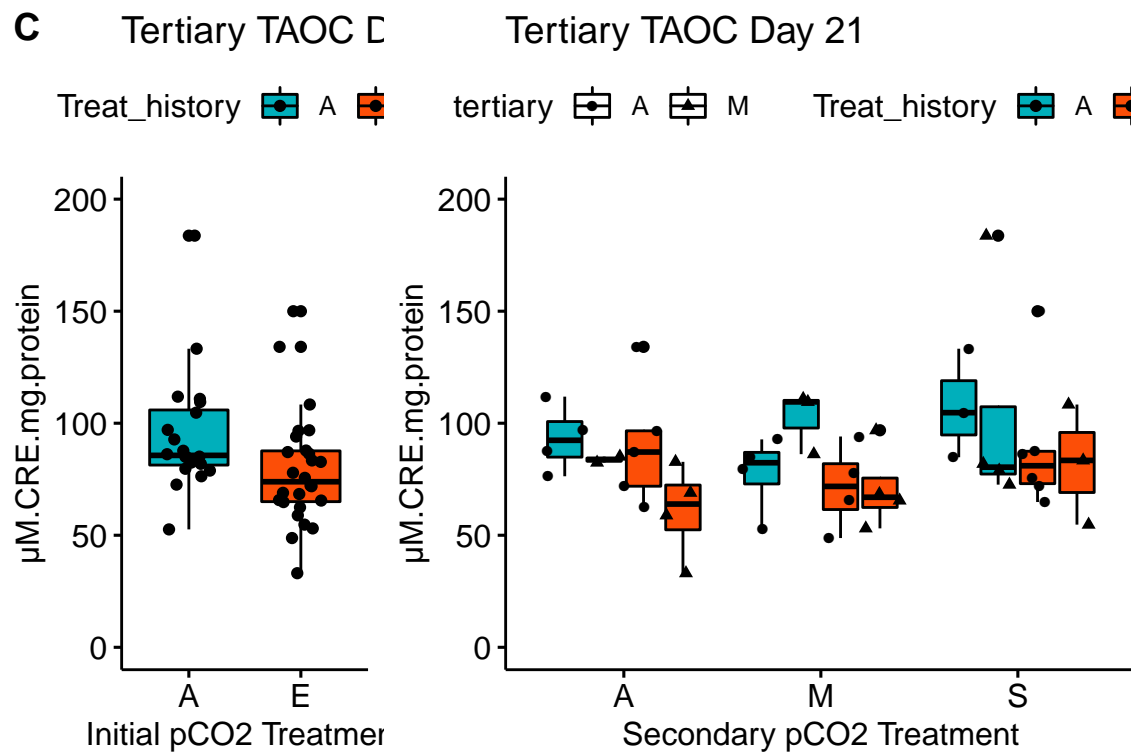 C
Tertiary TAOC D
Treat_history A
µM.CRE.mg.protein
200
150
100
50
0
A E
Initial pCO2 Treatmer
Tertiary TAOC Day 21
tertiary A M Treat_history A
µM.CRE.mg.protein
200
150
100
50
0
A M S
Secondary pCO2 Treatment